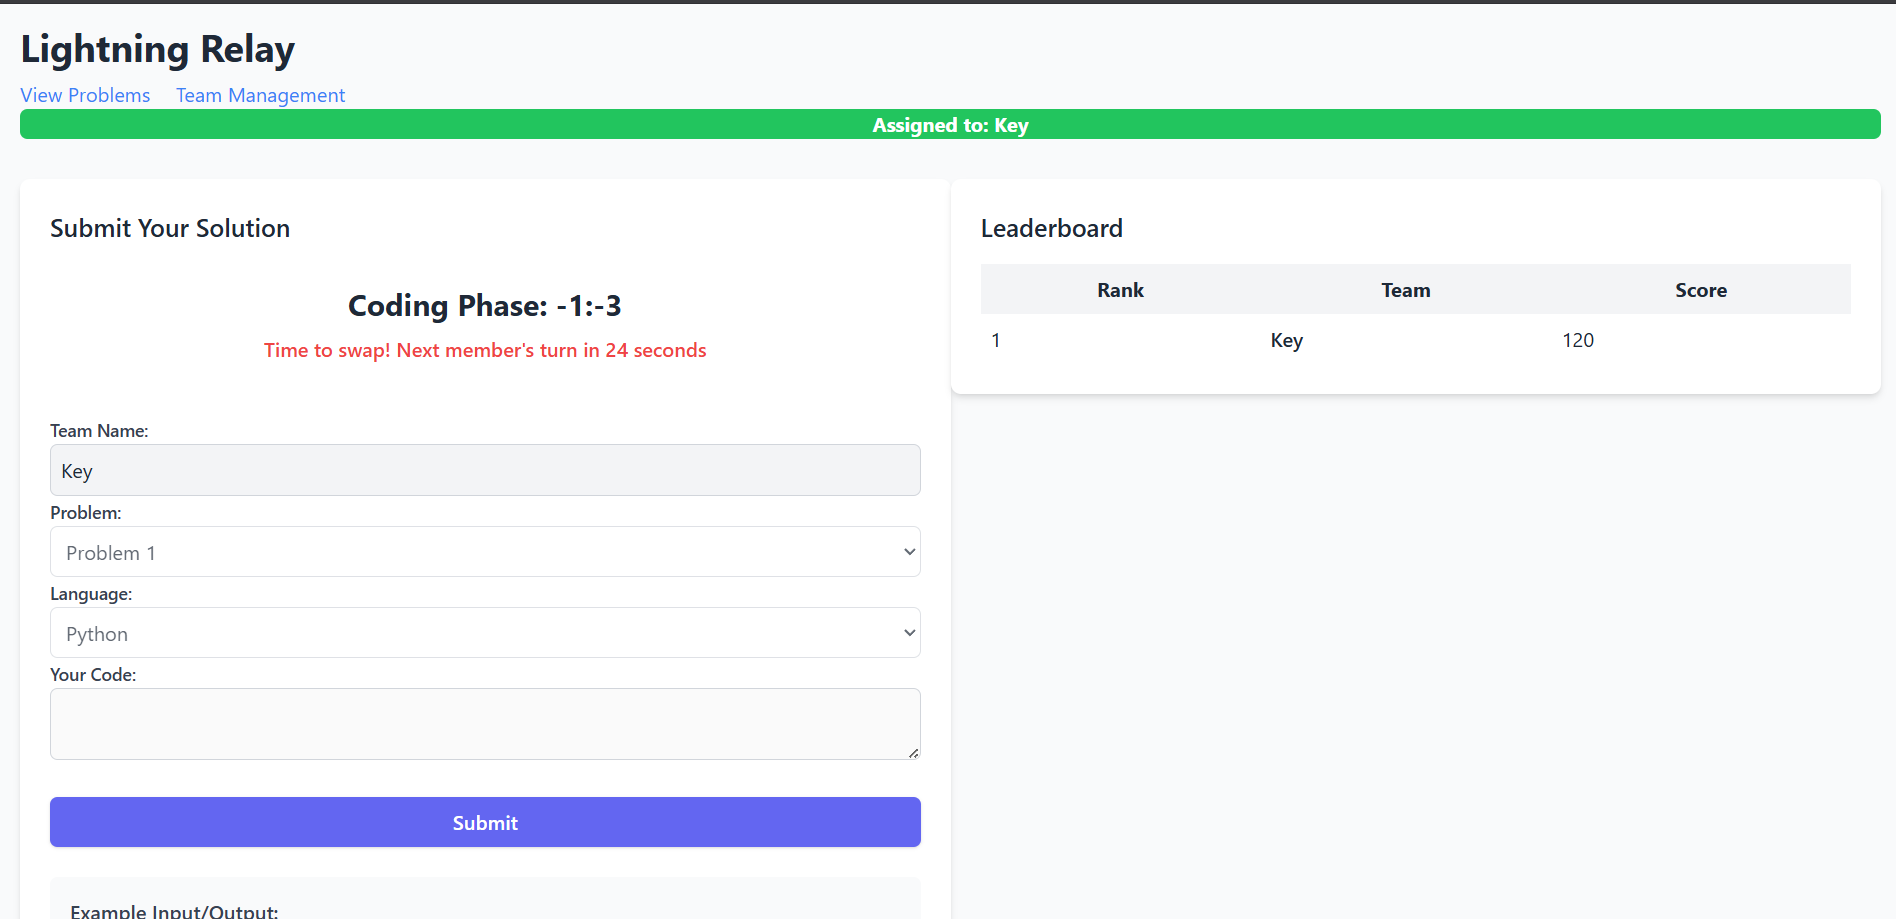 Lightning Relay
View Problems Team Management
Assigned to: Key
Submit Your Solution
Coding Phase: -1:-3
Time to swap! Next member's turn in 24 seconds
Team Name:
Key
Problem:
Problem 1
Language:
Python
Your Code:
Submit
Example Input/Output:
Leaderboard
Rank Team Score
1 Key 120